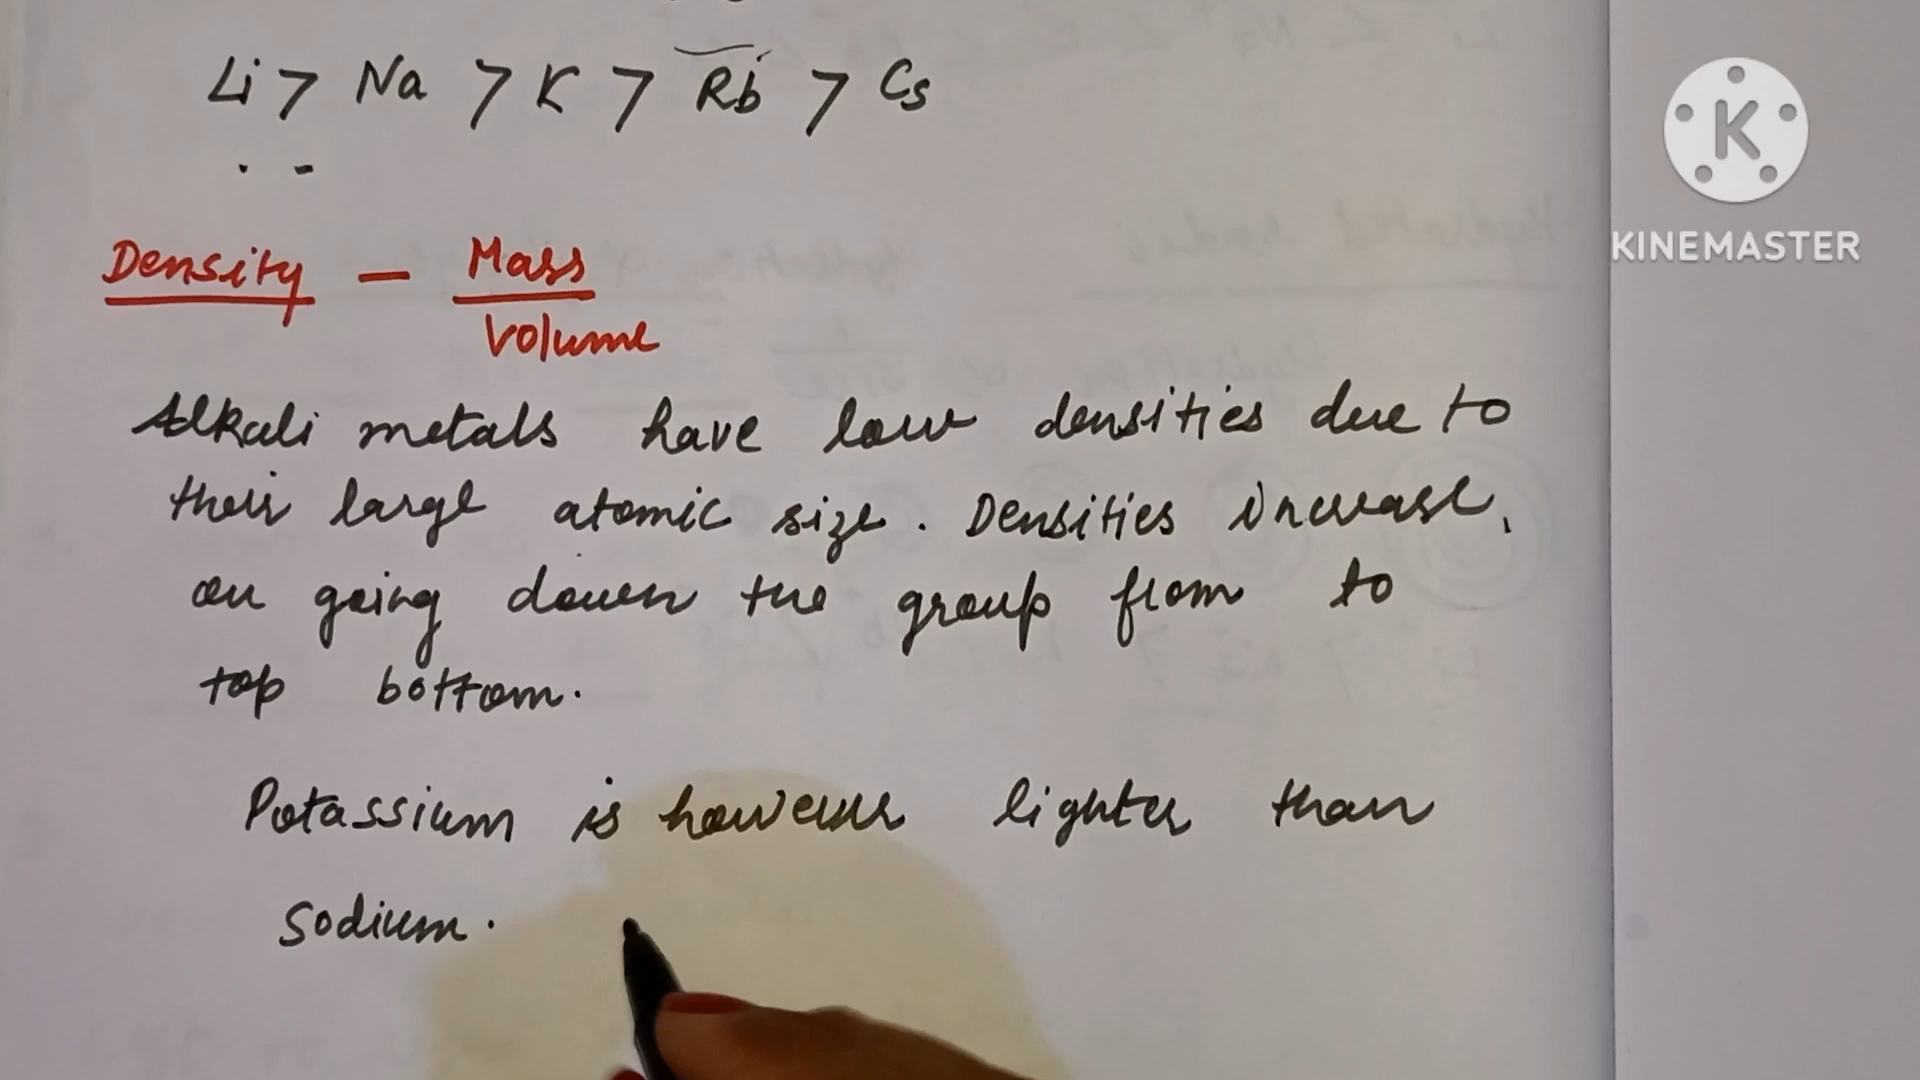 Li > Na > K > Rb > Cs
Density — Mass
Volume
Alkali metals have low densities due to
their large atomic size. Densities increase,
on going down the group from to
top bottom.
Potassium is however lighter than
sodium.
K
KINEMASTER